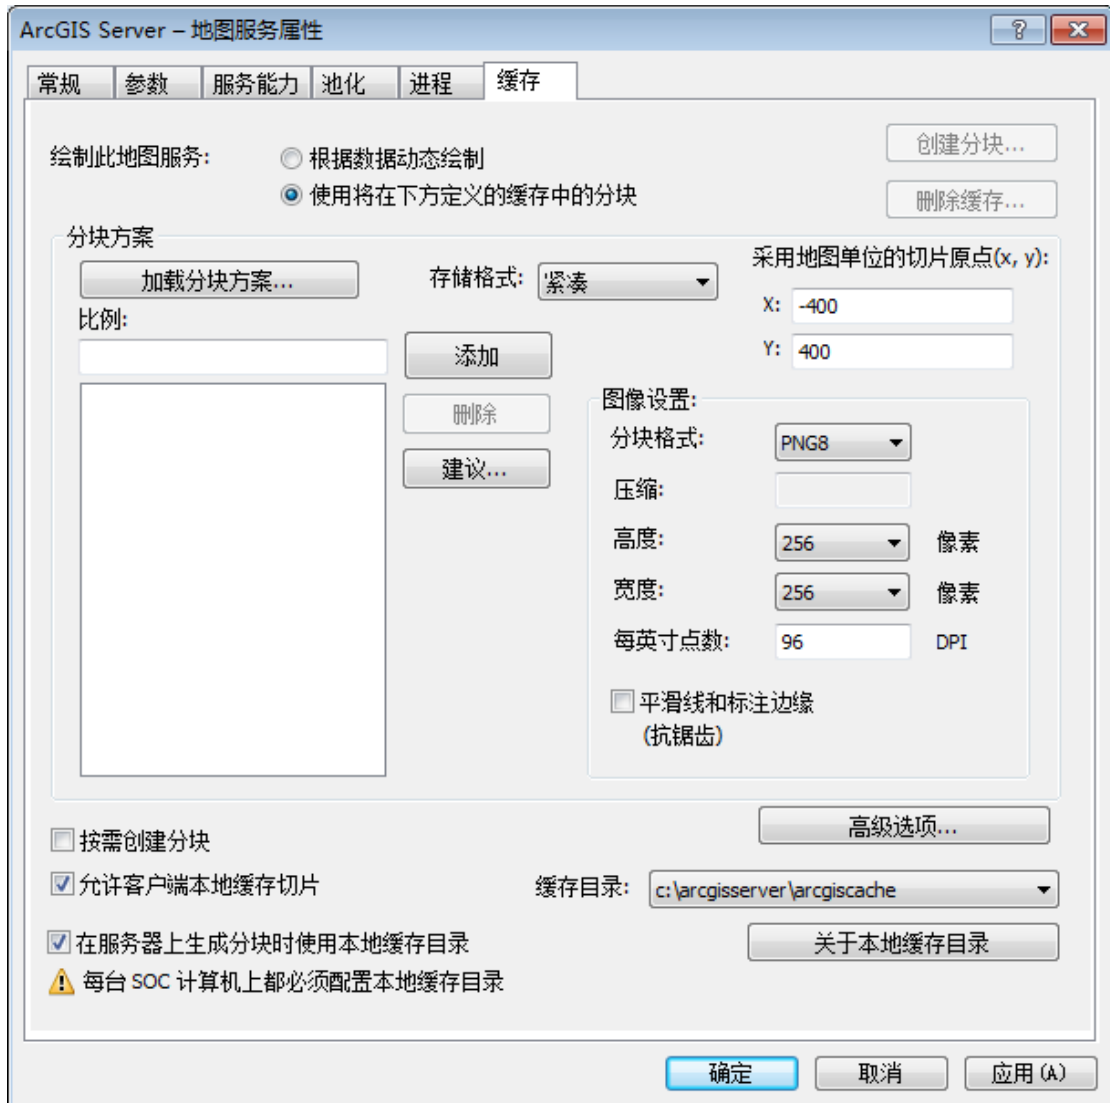 ArcGIS Server – 地图服务属性
常规 参数 服务能力 池化 进程 缓存
绘制此地图服务: 根据数据动态绘制 创建分块...
使用将在下方定义的缓存中的分块 删除缓存...
分块方案
加载分块方案... 存储格式: 紧凑 采用地图单位的切片原点(x, y):
X: -400
比例:
添加 Y: 400
删除 图像设置:
分块格式: PNG8
建议...
压缩:
高度: 256 像素
宽度: 256 像素
每英寸点数: 96 DPI
平滑线和标注边缘
(抗锯齿)
高级选项...
按需创建分块
允许客户端本地缓存切片 缓存目录: c:\arcgisserver\arcgiscache
在服务器上生成分块时使用本地缓存目录 关于本地缓存目录
每台 SOC 计算机上都必须配置本地缓存目录
确定 取消 应用(A)